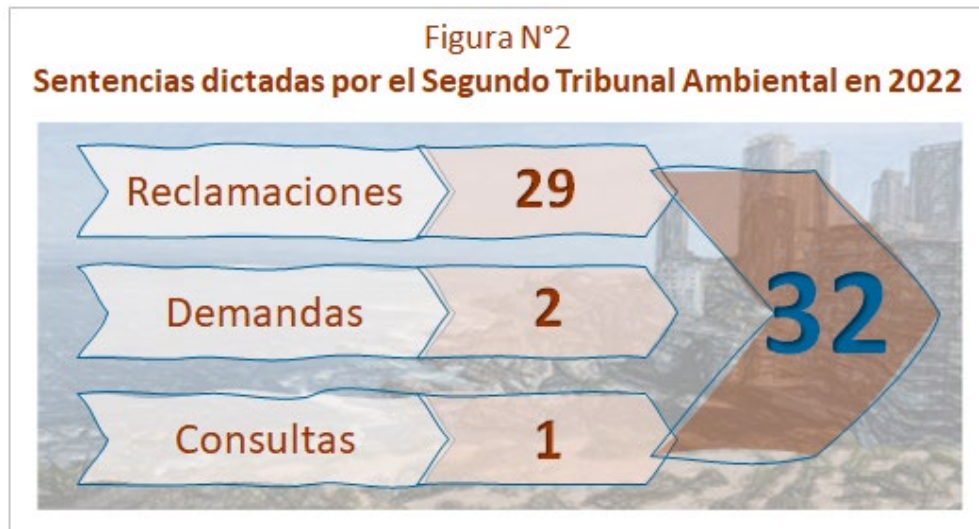 Figura N°2
Sentencias dictadas por el Segundo Tribunal Ambiental en 2022
Reclamaciones 29
Demandas 2
Consultas 1
32